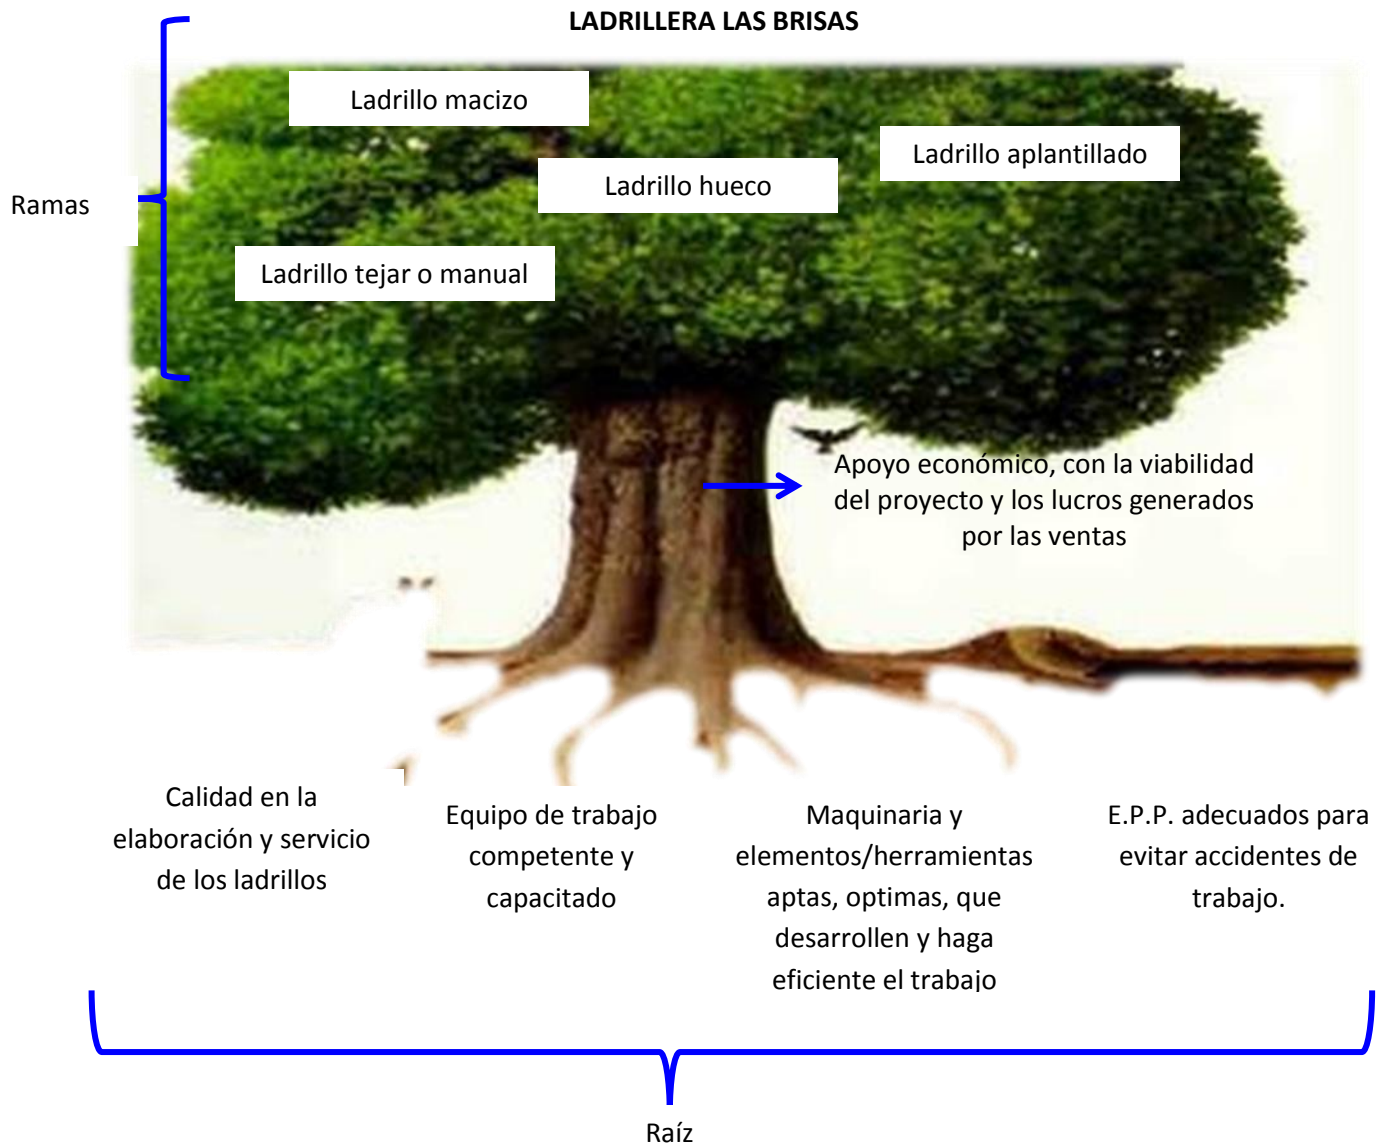 LADRILLERA LAS BRISAS
Ladrillo macizo
Ladrillo aplantillado
Ladrillo hueco
Ramas
Ladrillo tejar o manual
Apoyo económico, con la viabilidad
del proyecto y los lucros generados
por las ventas
Calidad en la
elaboración y servicio
de los ladrillos
Equipo de trabajo
competente y
capacitado
Maquinaria y
elementos/herramientas
aptas, optimas, que
desarrollen y haga
eficiente el trabajo
E.P.P. adecuados para
evitar accidentes de
trabajo.
Raíz